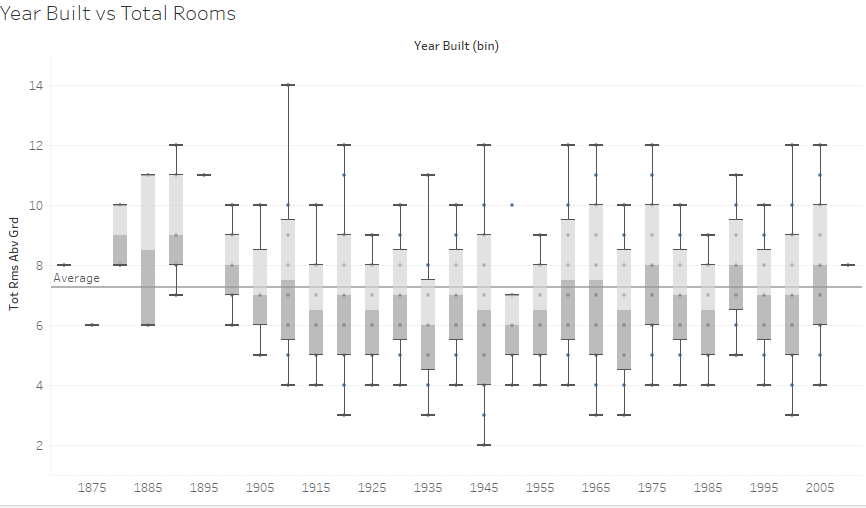 Year Built vs Total Rooms
Year Built (bin)
14
12
10
8
Average
6
4
2
Tot Rms Abv Grd
1875 1885 1895 1905 1915 1925 1935 1945 1955 1965 1975 1985 1995 2005